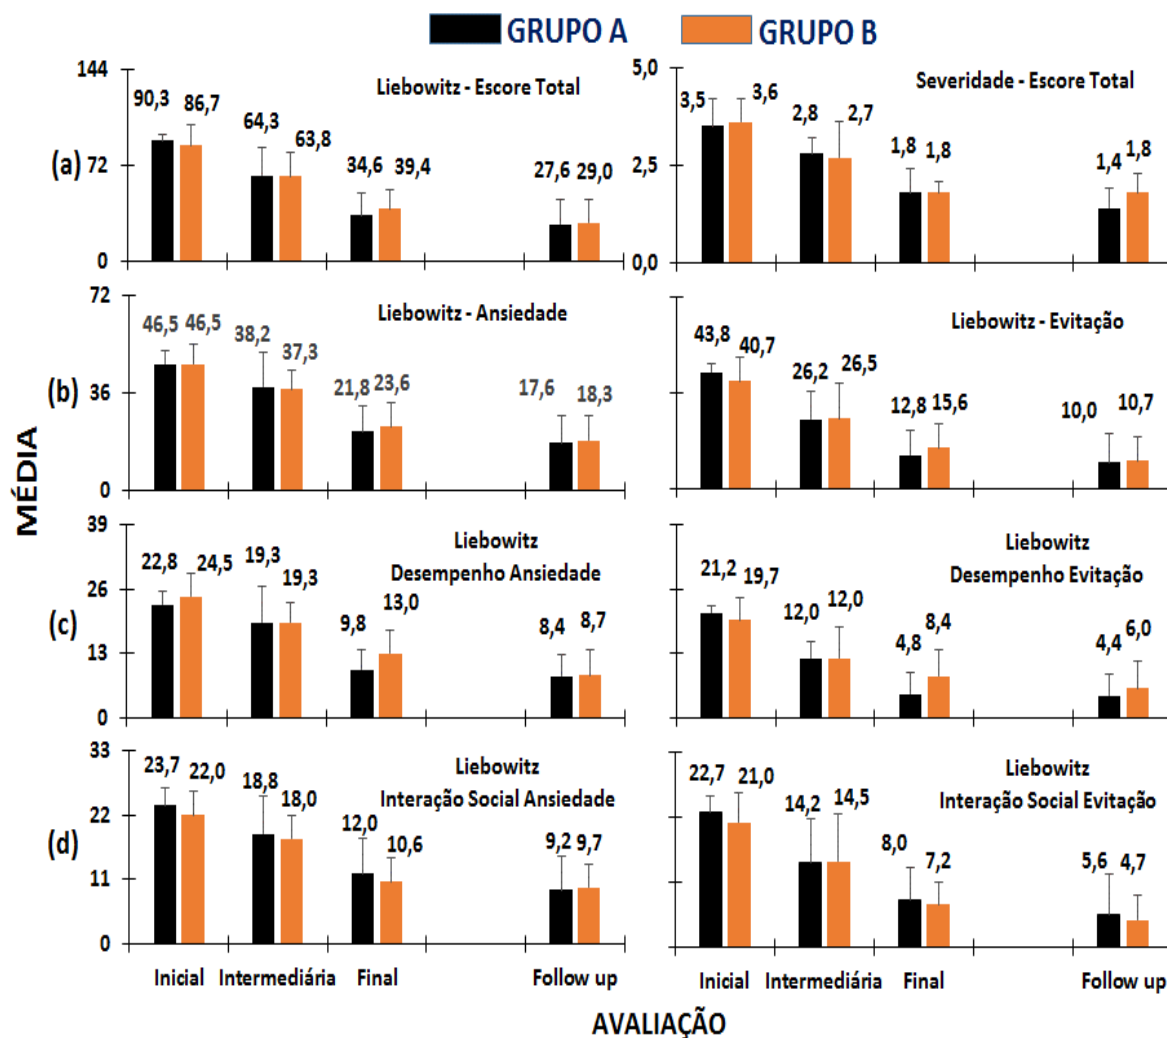 GRUPO A GRUPO B
144
72
0
(a)
Liebowitz - Escore Total
90,3 86,7
64,3 63,8
34,6 39,4
27,6 29,0
5,0
2,5
0,0
Severidade - Escore Total
3,5 3,6
2,8 2,7
1,8 1,8
1,4 1,8
72
36
0
(b)
Liebowitz - Ansiedade
46,5 46,5
38,2 37,3
21,8 23,6
17,6 18,3
Liebowitz - Evitação
43,8 40,7
26,2 26,5
12,8 15,6
10,0 10,7
MÉDIA
39
26
13
0
(c)
Liebowitz
Desempenho Ansiedade
22,8 24,5
19,3 19,3
9,8 13,0
8,4 8,7
Liebowitz
Desempenho Evitação
21,2 19,7
12,0 12,0
4,8 8,4
4,4 6,0
33
22
11
0
(d)
Liebowitz
Interação Social Ansiedade
23,7 22,0
18,8 18,0
12,0 10,6
9,2 9,7
Liebowitz
Interação Social Evitação
22,7 21,0
14,2 14,5
8,0 7,2
5,6 4,7
Inicial Intermediária Final Follow up
Inicial Intermediária Final Follow up
AVALIAÇÃO